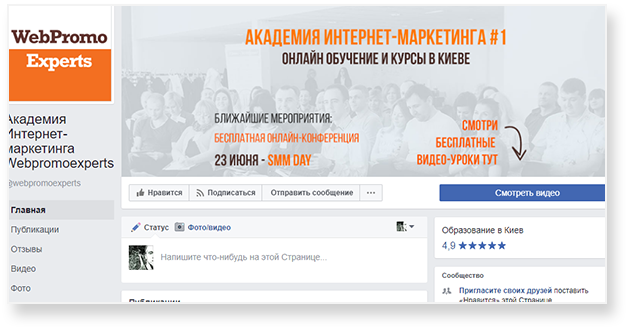 WebPromo
Experts
АКАДЕМИЯ ИНТЕРНЕТ-МАРКЕТИНГА #1
ОНЛАЙН ОБУЧЕНИЕ И КУРСЫ В КИЕВЕ
БЛИЖАЙШИЕ МЕРОПРИЯТИЯ:
БЕСПЛАТНАЯ ОНЛАЙН-КОНФЕРЕНЦИЯ
23 ИЮНЯ - SMM DAY
СМОТРИ
БЕСПЛАТНЫЕ
ВИДЕО-УРОКИ ТУТ
Академия
Интернет-
маркетинга
Webpromoexperts
@webpromoexperts
Главная
Публикации
Отзывы
Видео
Фото
Нравится
Подписаться
Отправить сообщение
Смотреть видео
Статус
Фото/видео
Напишите что-нибудь на этой Странице...
Публикации
Образование в Киев
4,9 ★★★★★
Сообщество
Пригласите своих друзей поставить
«Нравится» этой Странице